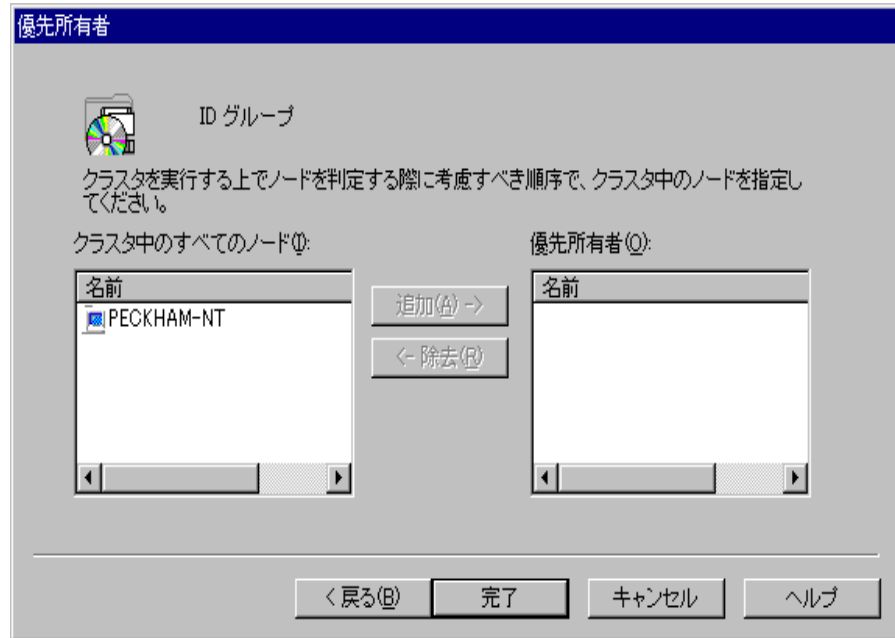 優先所有者
ID グループ
クラスタを実行する上でノードを判定する際に考慮すべき順序で、クラスタ中のノードを指定し
てください。
クラスタ中のすべてのノード(I):
優先所有者(O):
名前
PECKHAM-NT
追加(A) ->
<- 除去(R)
名前
< 戻る(B)
完了
キャンセル
ヘルプ